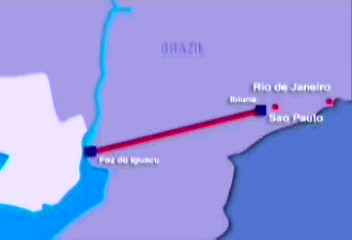 BRAZIL
Rio de Janeiro
Ibiuna
Sao Paulo
Foz do Iguacu